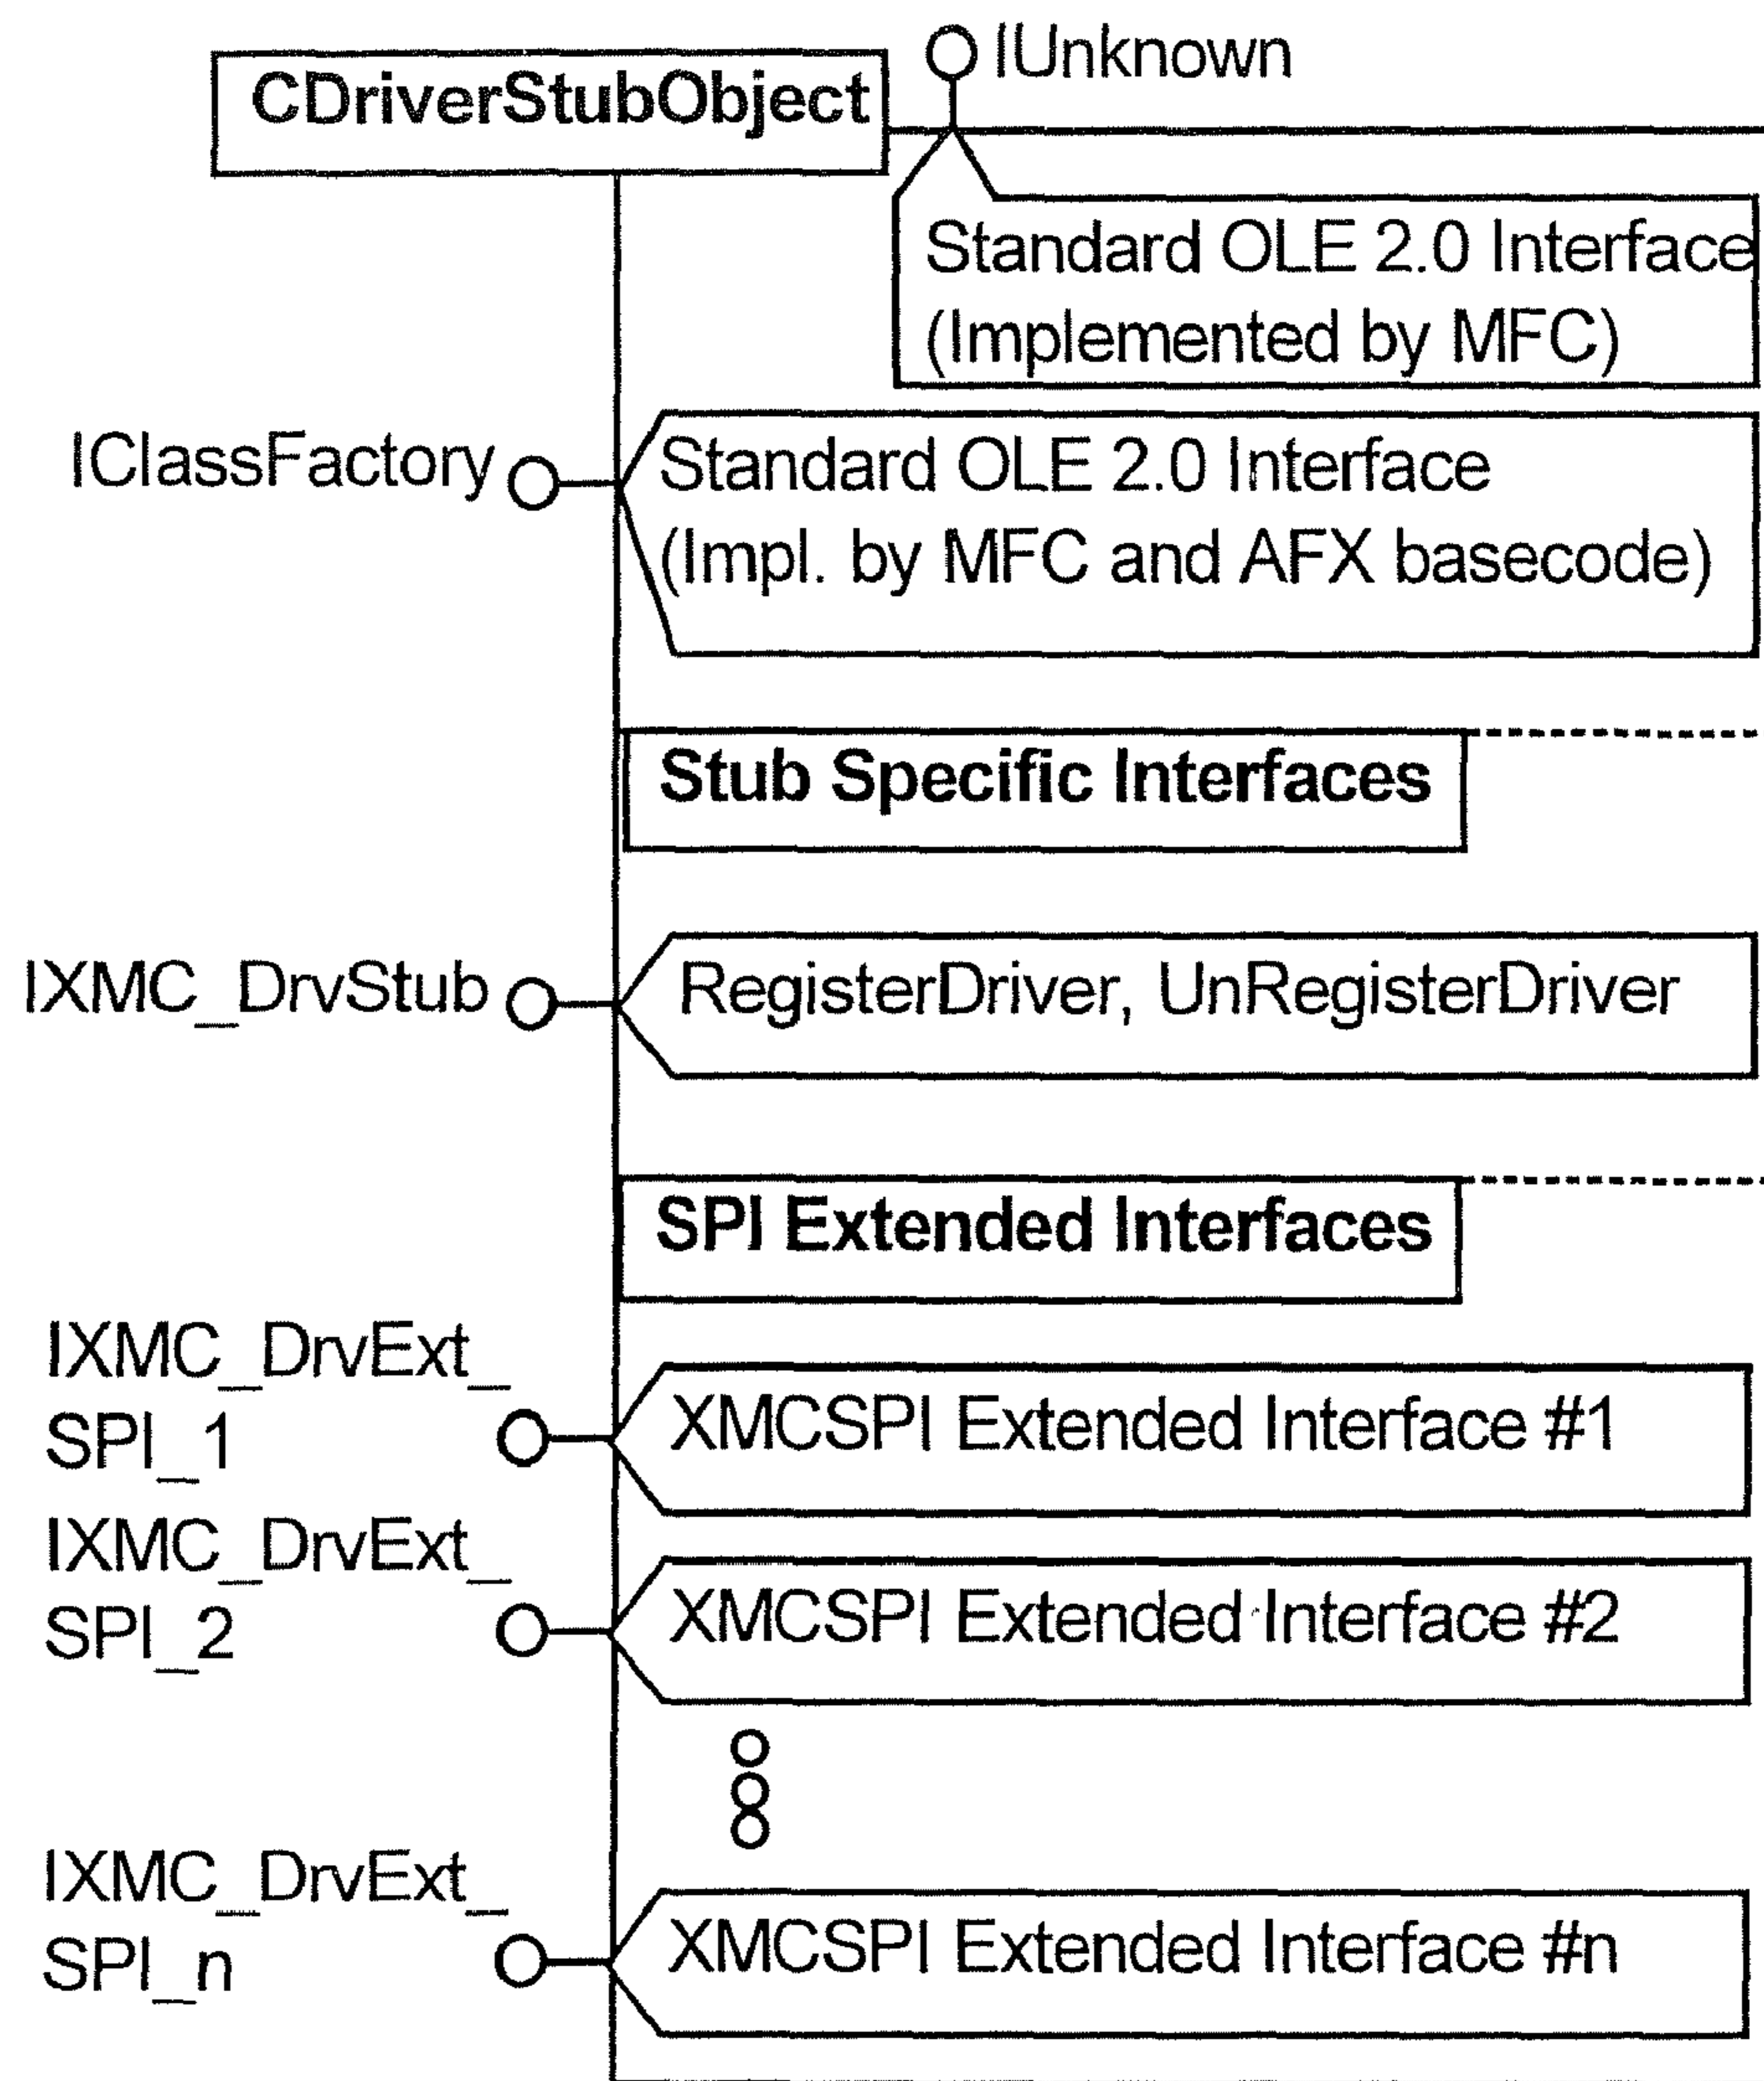 CDriverStubObject
IUnknown
Standard OLE 2.0 Interface
(Implemented by MFC)
IClassFactory
Standard OLE 2.0 Interface
(Impl. by MFC and AFX basecode)
Stub Specific Interfaces
IXMC_DrvStub
RegisterDriver, UnRegisterDriver
SPI Extended Interfaces
IXMC_DrvExt_
SPI_1
XMCSPI Extended Interface #1
IXMC_DrvExt_
SPI_2
XMCSPI Extended Interface #2
IXMC_DrvExt_
SPI_n
XMCSPI Extended Interface #n